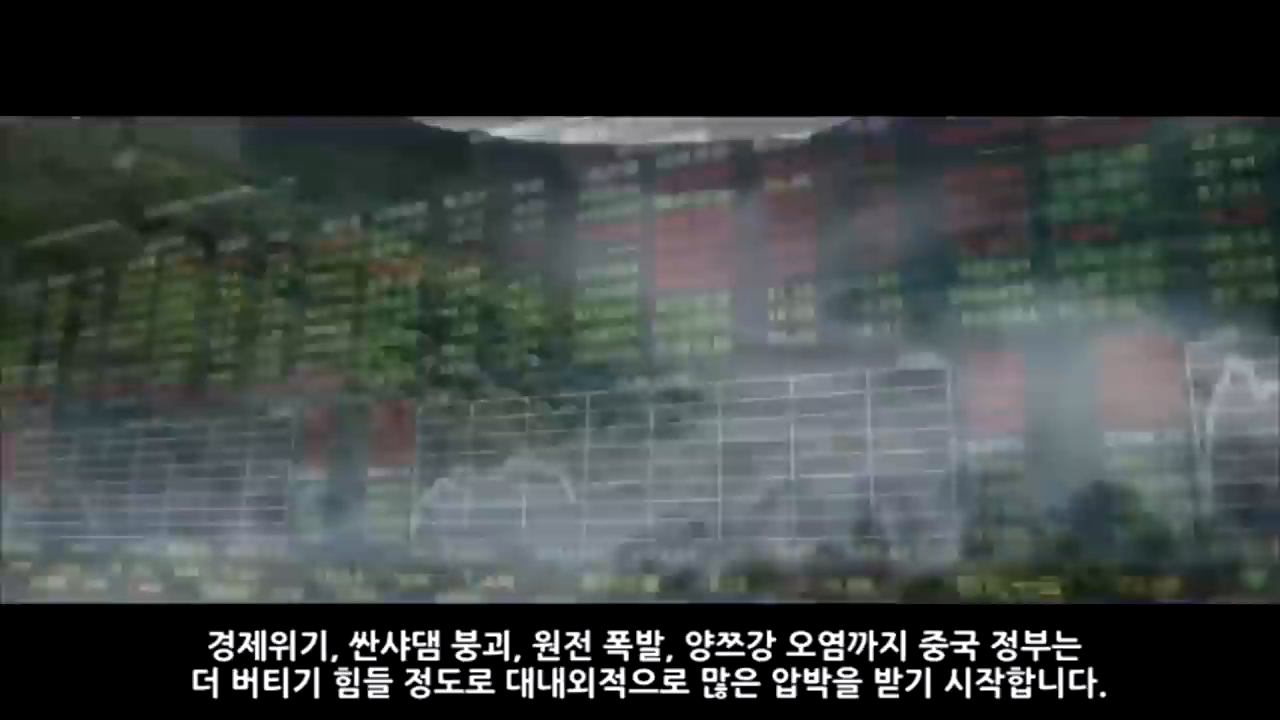 경제위기, 싼샤댐 붕괴, 원전 폭발, 양쯔강 오염까지 중국 정부는
더 버티기 힘들 정도로 대내외적으로 많은 압박을 받기 시작합니다.